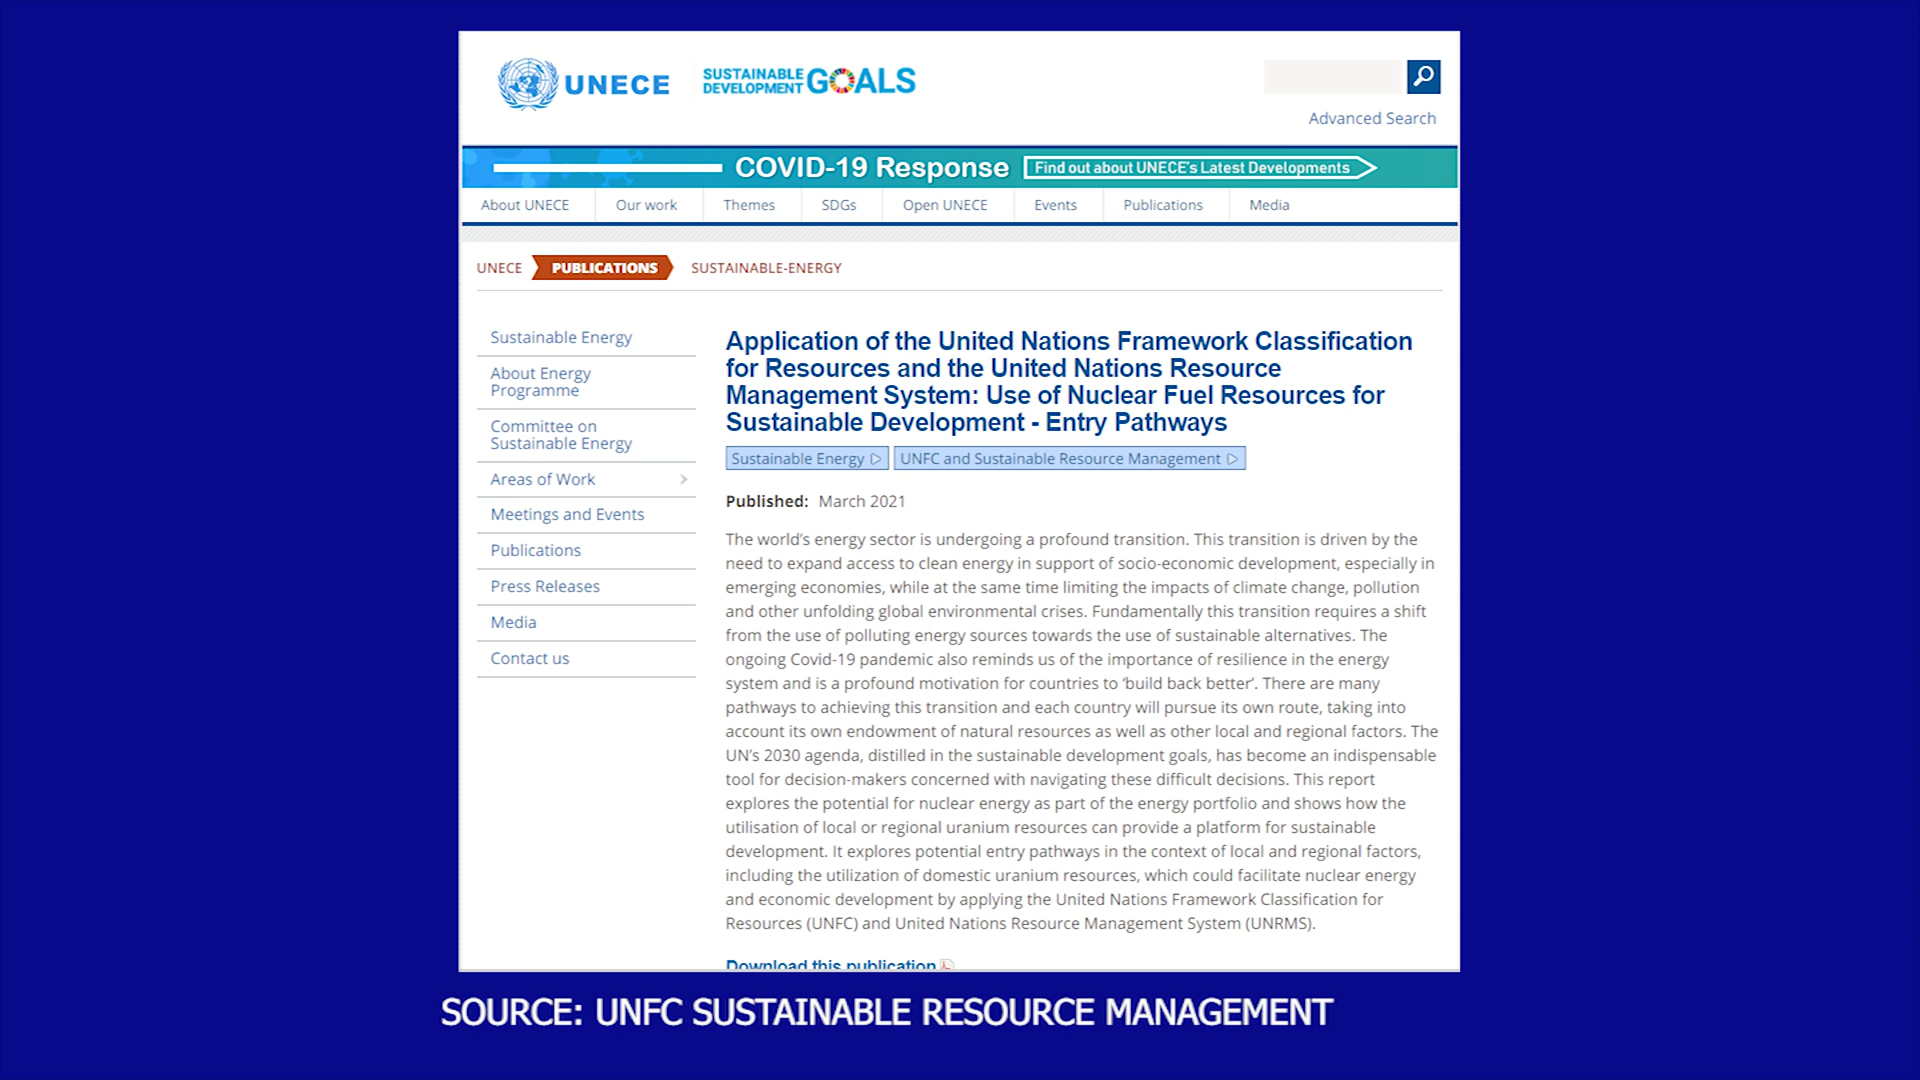 UNECE
SUSTAINABLE
DEVELOPMENT GOALS
Advanced Search
COVID-19 Response
Find out about UNECE's Latest Developments
About UNECE
Our work
Themes
SDGs
Open UNECE
Events
Publications
Media
UNECE
PUBLICATIONS
SUSTAINABLE-ENERGY
Sustainable Energy
About Energy
Programme
Committee on
Sustainable Energy
Areas of Work
Meetings and Events
Publications
Press Releases
Media
Contact us
Application of the United Nations Framework Classification
for Resources and the United Nations Resource
Management System: Use of Nuclear Fuel Resources for
Sustainable Development - Entry Pathways
Sustainable Energy
UNFC and Sustainable Resource Management
Published: March 2021
The world’s energy sector is undergoing a profound transition. This transition is driven by the
need to expand access to clean energy in support of socio-economic development, especially in
emerging economies, while at the same time limiting the impacts of climate change, pollution
and other unfolding global environmental crises. Fundamentally this transition requires a shift
from the use of polluting energy sources towards the use of sustainable alternatives. The
ongoing Covid-19 pandemic also reminds us of the importance of resilience in the energy
system and is a profound motivation for countries to ‘build back better’. There are many
pathways to achieving this transition and each country will pursue its own route, taking into
account its own endowment of natural resources as well as other local and regional factors. The
UN’s 2030 agenda, distilled in the sustainable development goals, has become an indispensable
tool for decision-makers concerned with navigating these difficult decisions. This report
explores the potential for nuclear energy as part of the energy portfolio and shows how the
utilisation of local or regional uranium resources can provide a platform for sustainable
development. It explores potential entry pathways in the context of local and regional factors,
including the utilization of domestic uranium resources, which could facilitate nuclear energy
and economic development by applying the United Nations Framework Classification for
Resources (UNFC) and United Nations Resource Management System (UNRMS).
Download this publication
SOURCE: UNFC SUSTAINABLE RESOURCE MANAGEMENT